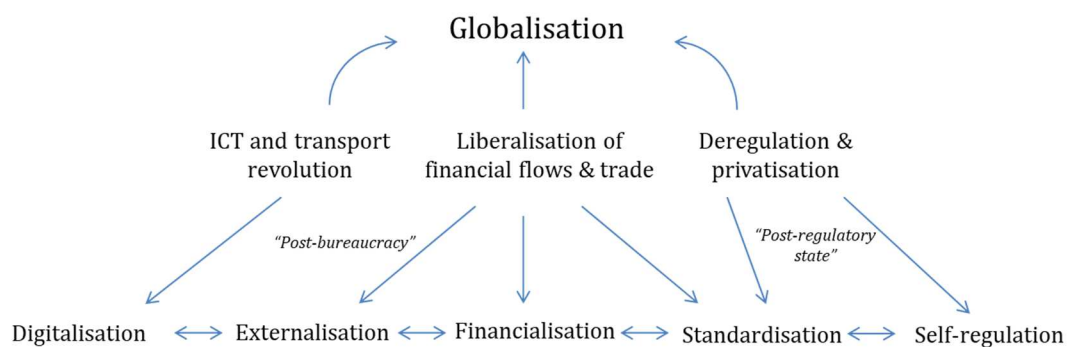 Globalisation
ICT and transport
revolution
Liberalisation of
financial flows & trade
Deregulation &
privatisation
“Post-bureaucracy”
“Post-regulatory
state”
Digitalisation
Externalisation
Financialisation
Standardisation
Self-regulation